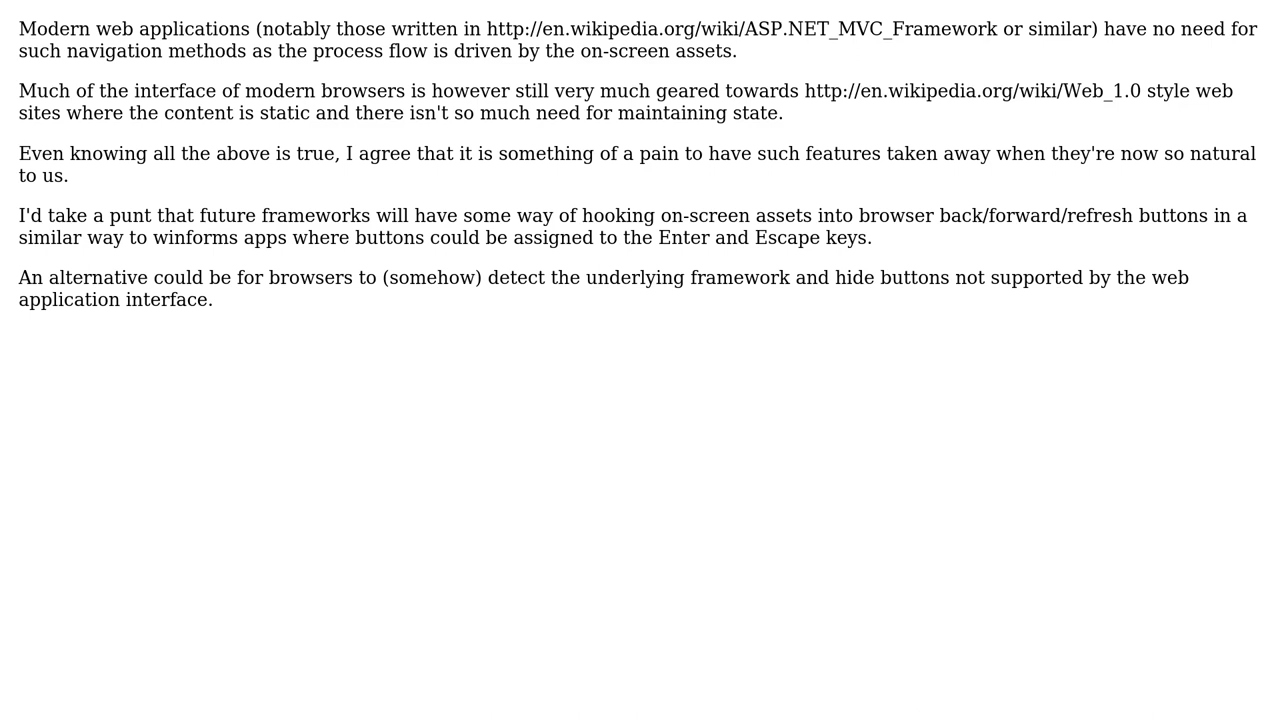 Modern web applications (notably those written in http://en.wikipedia.org/wiki/ASP.NET_MVC_Framework or similar) have no need for
such navigation methods as the process flow is driven by the on-screen assets.
Much of the interface of modern browsers is however still very much geared towards http://en.wikipedia.org/wiki/Web_1.0 style web
sites where the content is static and there isn't so much need for maintaining state.
Even knowing all the above is true, I agree that it is something of a pain to have such features taken away when they're now so natural
to us.
I'd take a punt that future frameworks will have some way of hooking on-screen assets into browser back/forward/refresh buttons in a
similar way to winforms apps where buttons could be assigned to the Enter and Escape keys.
An alternative could be for browsers to (somehow) detect the underlying framework and hide buttons not supported by the web
application interface.